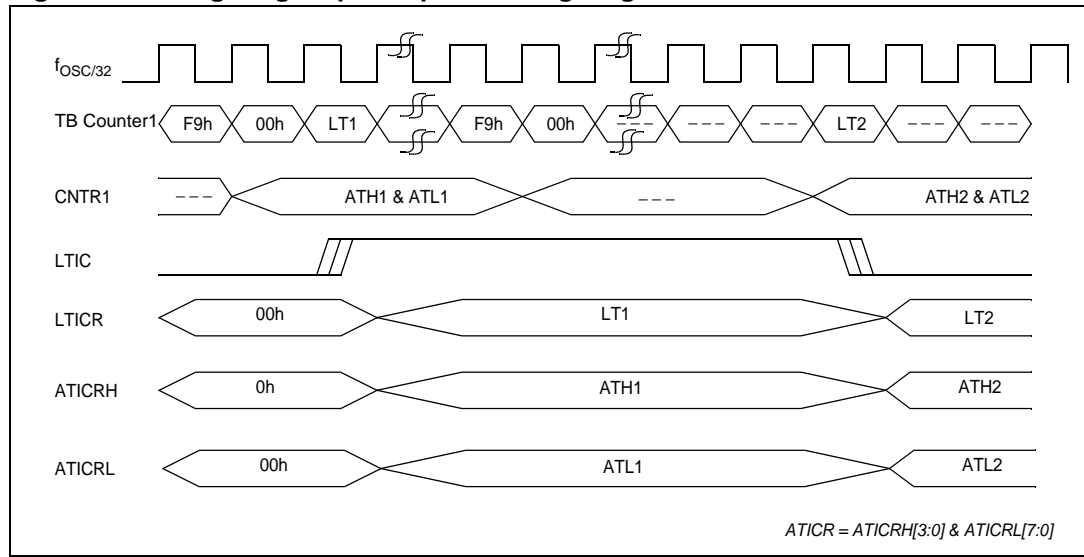 fOSC/32
TB Counter1 F9h 00h LT1 F9h 00h --- --- --- LT2 --- ---
CNTR1 --- ATH1 & ATL1 --- ATH2 & ATL2
LTIC
LTICR 00h LT1 LT2
ATICRH 0h ATH1 ATH2
ATICRL 00h ATL1 ATL2
ATICR = ATICRH[3:0] & ATICRL[7:0]